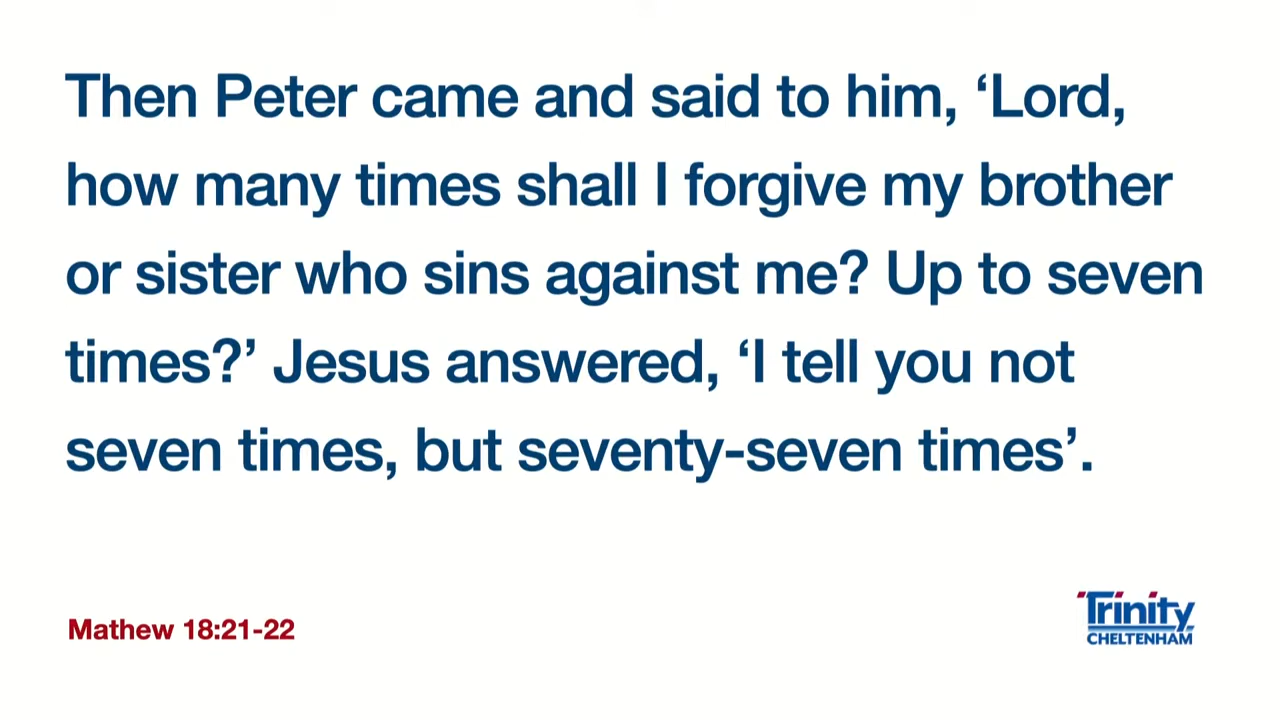 Then Peter came and said to him, ‘Lord,
how many times shall I forgive my brother
or sister who sins against me? Up to seven
times?’ Jesus answered, ‘I tell you not
seven times, but seventy-seven times’.
Mathew 18:21-22
Trinity
CHELTENHAM